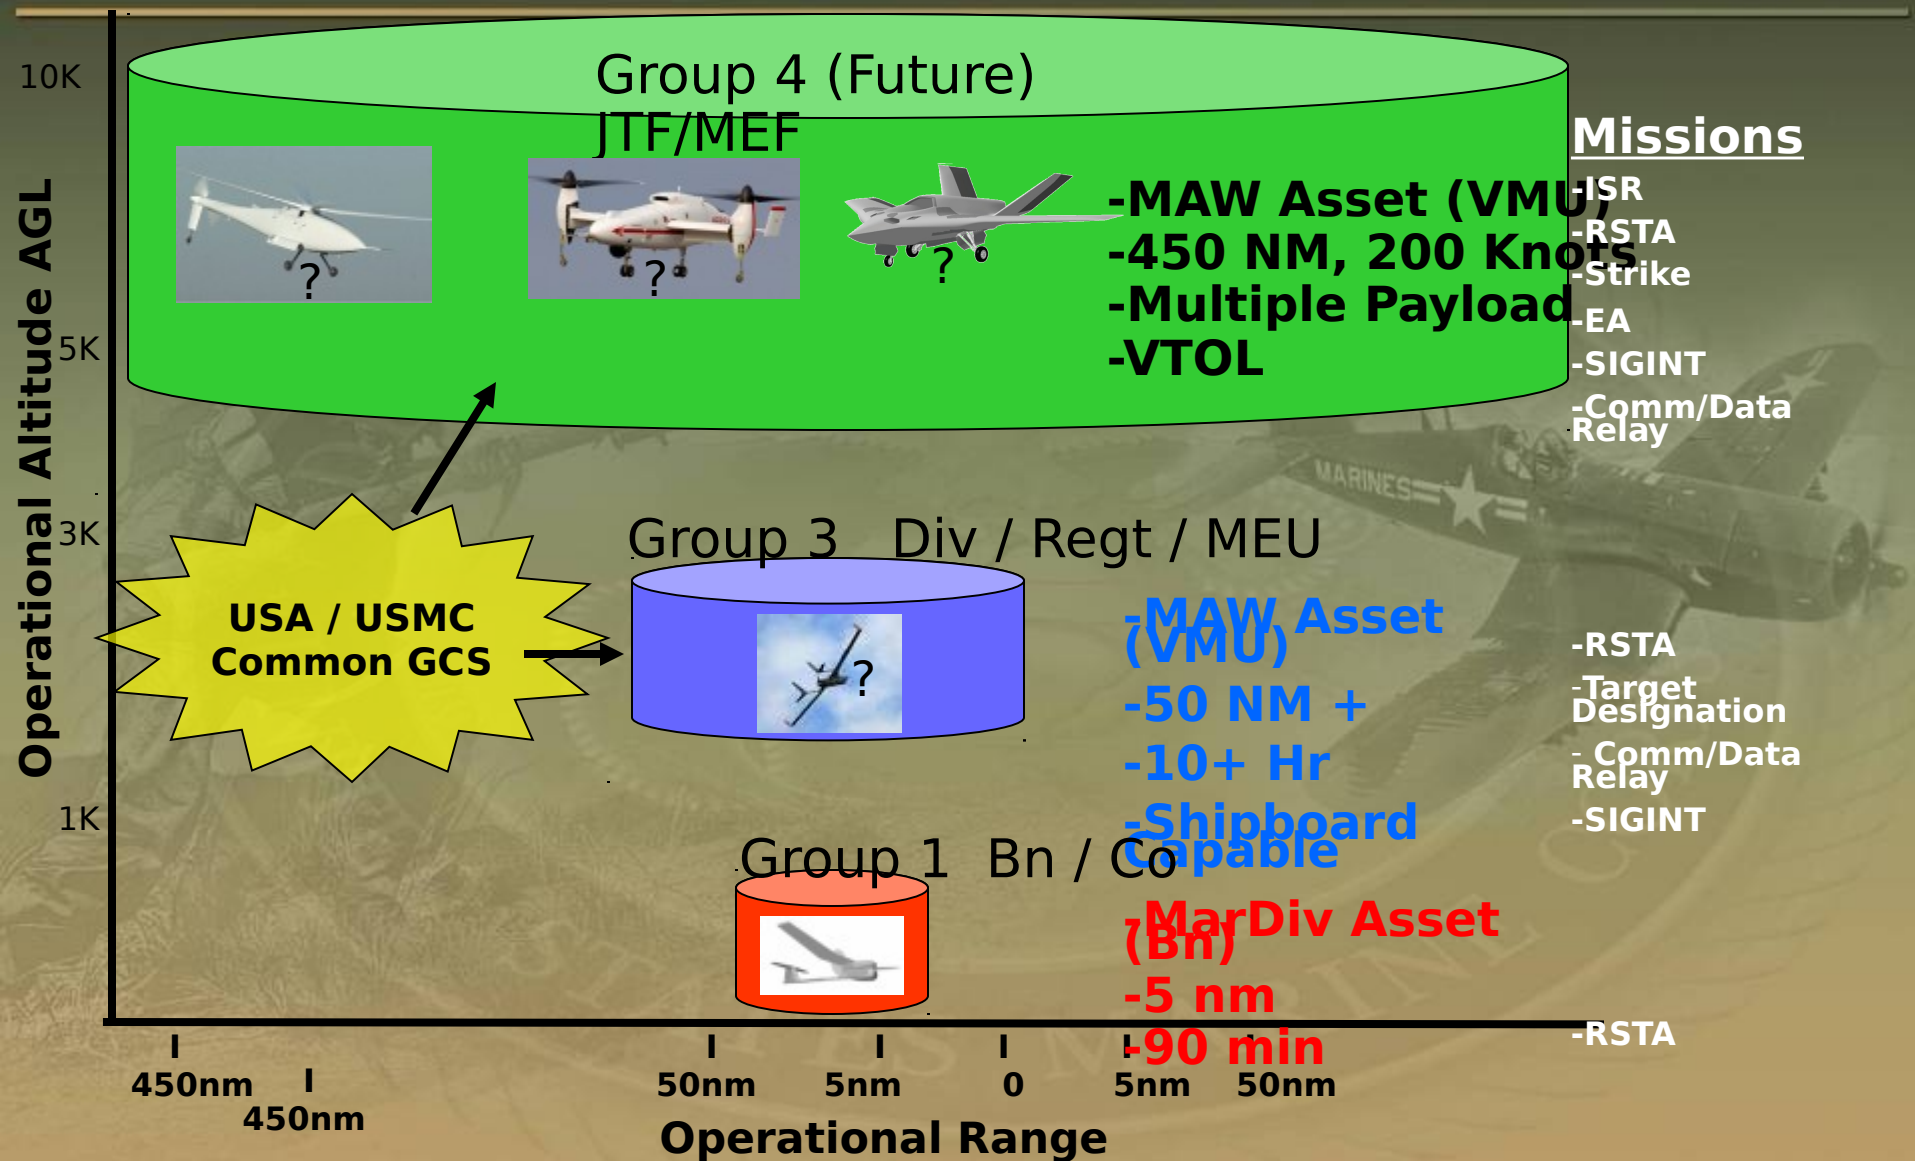 10K
5K
3K
1K
Operational Altitude AGL
Group 4 (Future)
JTF/MEF
?
?
?
-MAW Asset (VMU)
-450 NM, 200 Knots
-Multiple Payload
-VTOL
Missions
-ISR
-RSTA
-Strike
-EA
-SIGINT
-Comm/Data
Relay
MARINES
USA / USMC
Common GCS
Group 3 Div / Regt / MEU
?
-MAW Asset
(VMU)
-50 NM +
-10+ Hr
-Shipboard
Capable
-RSTA
-Target
Designation
- Comm/Data
Relay
-SIGINT
Group 1 Bn / Co
-MarDiv Asset
(Bn)
-5 nm
-90 min
-RSTA
450nm
450nm
50nm
5nm
0
5nm
50nm
Operational Range